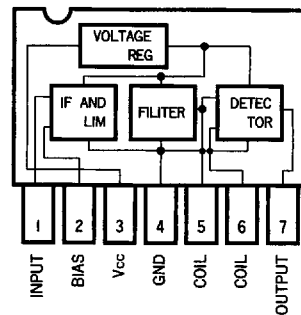 VOLTAGE
REG
IF AND
LIM
FILITER
DETEC
TOR
1 2 3 4 5 6 7
INPUT
BIAS
Vcc
GND
COIL
COIL
OUTPUT